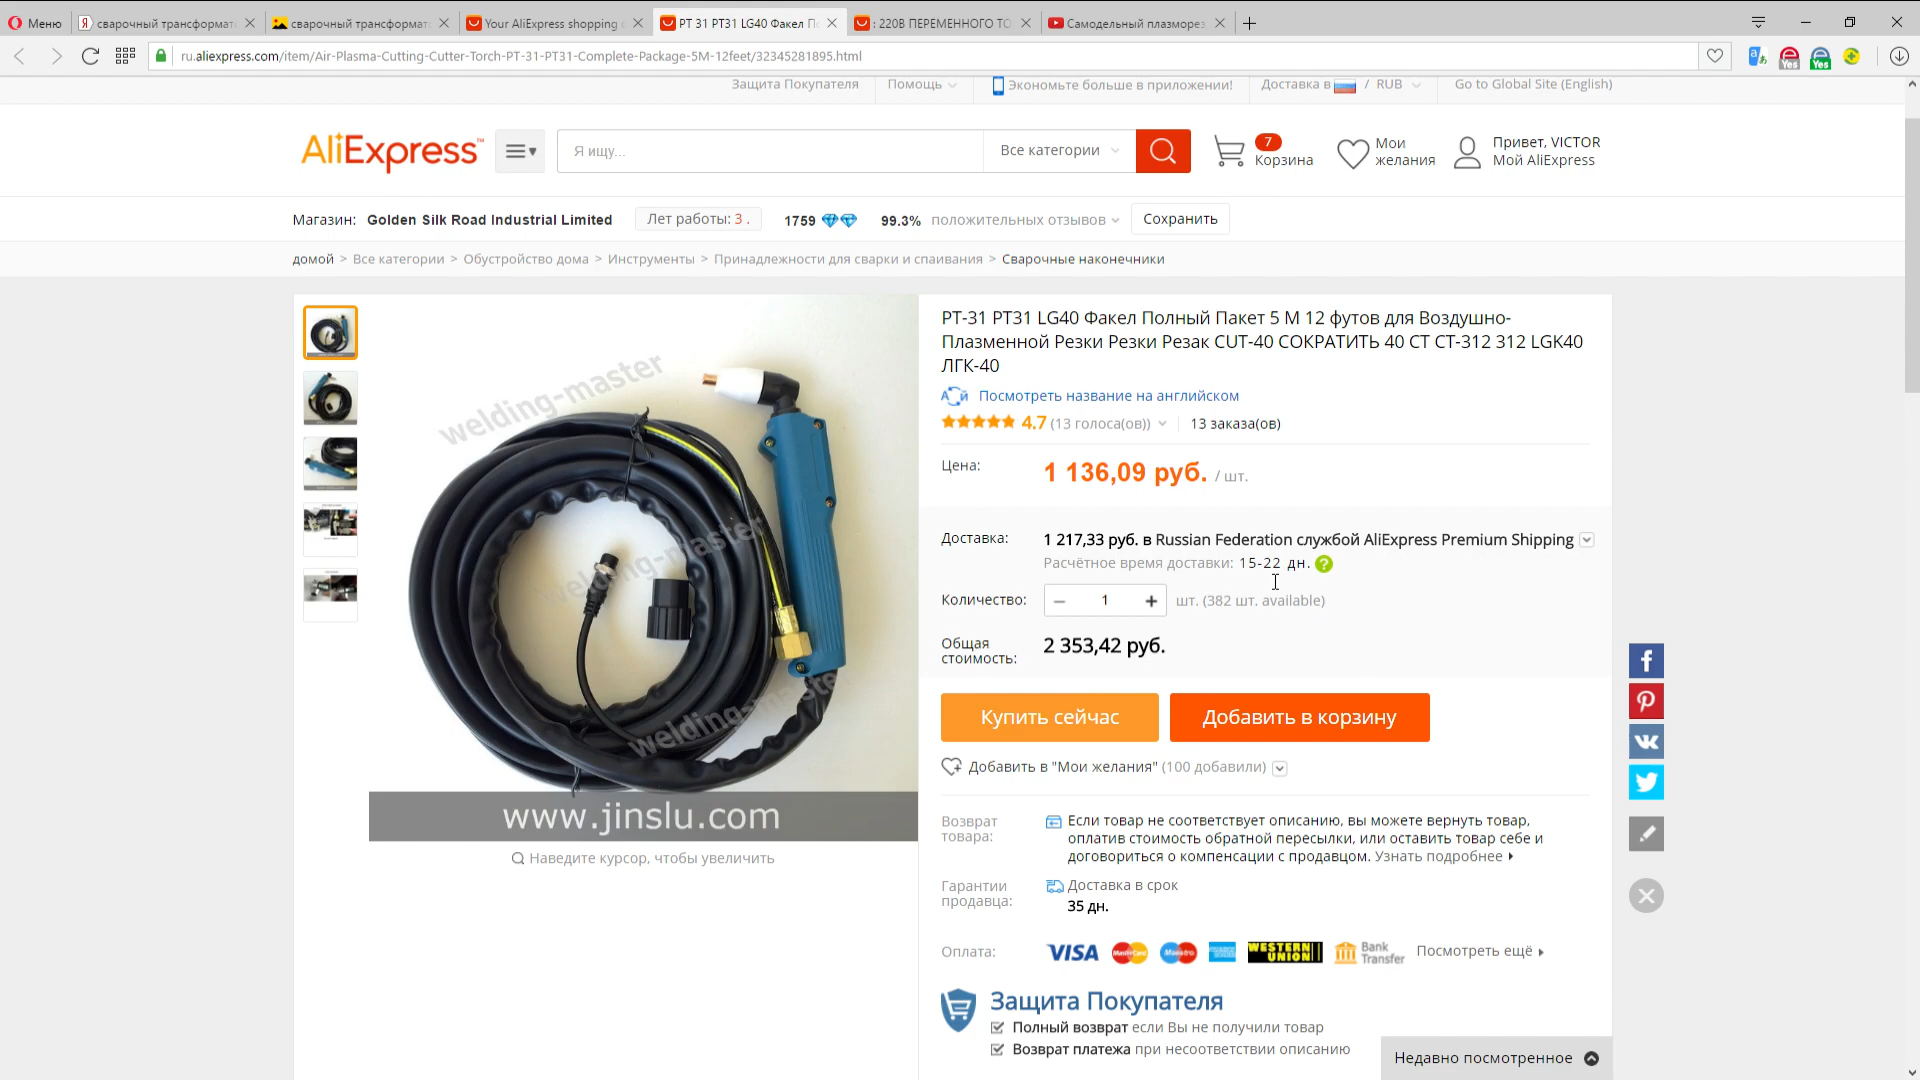 Меню
сварочный трансформат
сварочный трансформат
Your AliExpress shopping
PT 31 PT31 LG40 Факел П
: 220В ПЕРЕМЕННОГО ТО
Самодельный плазморез
ru.aliexpress.com/item/Air-Plasma-Cutting-Cutter-Torch-PT-31-PT31-Complete-Package-5M-12feet/32345281895.html
Yes
Yes
Защита Покупателя
Помощь
Экономьте больше в приложении!
Доставка в / RUB
Go to Global Site (English)
AliExpress™
Я ищу...
Все категории
7
Корзина
Мои
желания
Привет, VICTOR
Мой AliExpress
Магазин: Golden Silk Road Industrial Limited
Лет работы: 3 .
1759
99.3% положительных отзывов
Сохранить
домой > Все категории > Обустройство дома > Инструменты > Принадлежности для сварки и спаивания > Сварочные наконечники
welding-master
welding-master
welding-master
www.jinslu.com
Наведите курсор, чтобы увеличить
PT-31 PT31 LG40 Факел Полный Пакет 5 М 12 футов для Воздушно-
Плазменной Резки Резки Резак CUT-40 СОКРАТИТЬ 40 CT CT-312 312 LGK40
ЛГК-40
Посмотреть название на английском
4.7 (13 голоса(ов))
13 заказа(ов)
Цена:
1 136,09 руб. / шт.
Доставка:
1 217,33 руб. в Russian Federation службой AliExpress Premium Shipping
Расчётное время доставки: 15-22 дн. ?
Количество:
1
шт. (382 шт. available)
Общая
стоимость:
2 353,42 руб.
Купить сейчас
Добавить в корзину
Добавить в "Мои желания" (100 добавили)
Возврат
товара:
Если товар не соответствует описанию, вы можете вернуть товар,
оплатив стоимость обратной пересылки, или оставить товар себе и
договориться о компенсации с продавцом. Узнать подробнее
Гарантии
продавца:
Доставка в срок
35 дн.
Оплата:
VISA
MasterCard
Maestro
WESTERN
UNION
Bank
Transfer
Посмотреть ещё
Защита Покупателя
Полный возврат если Вы не получили товар
Возврат платежа при несоответствии описанию
Недавно посмотренное